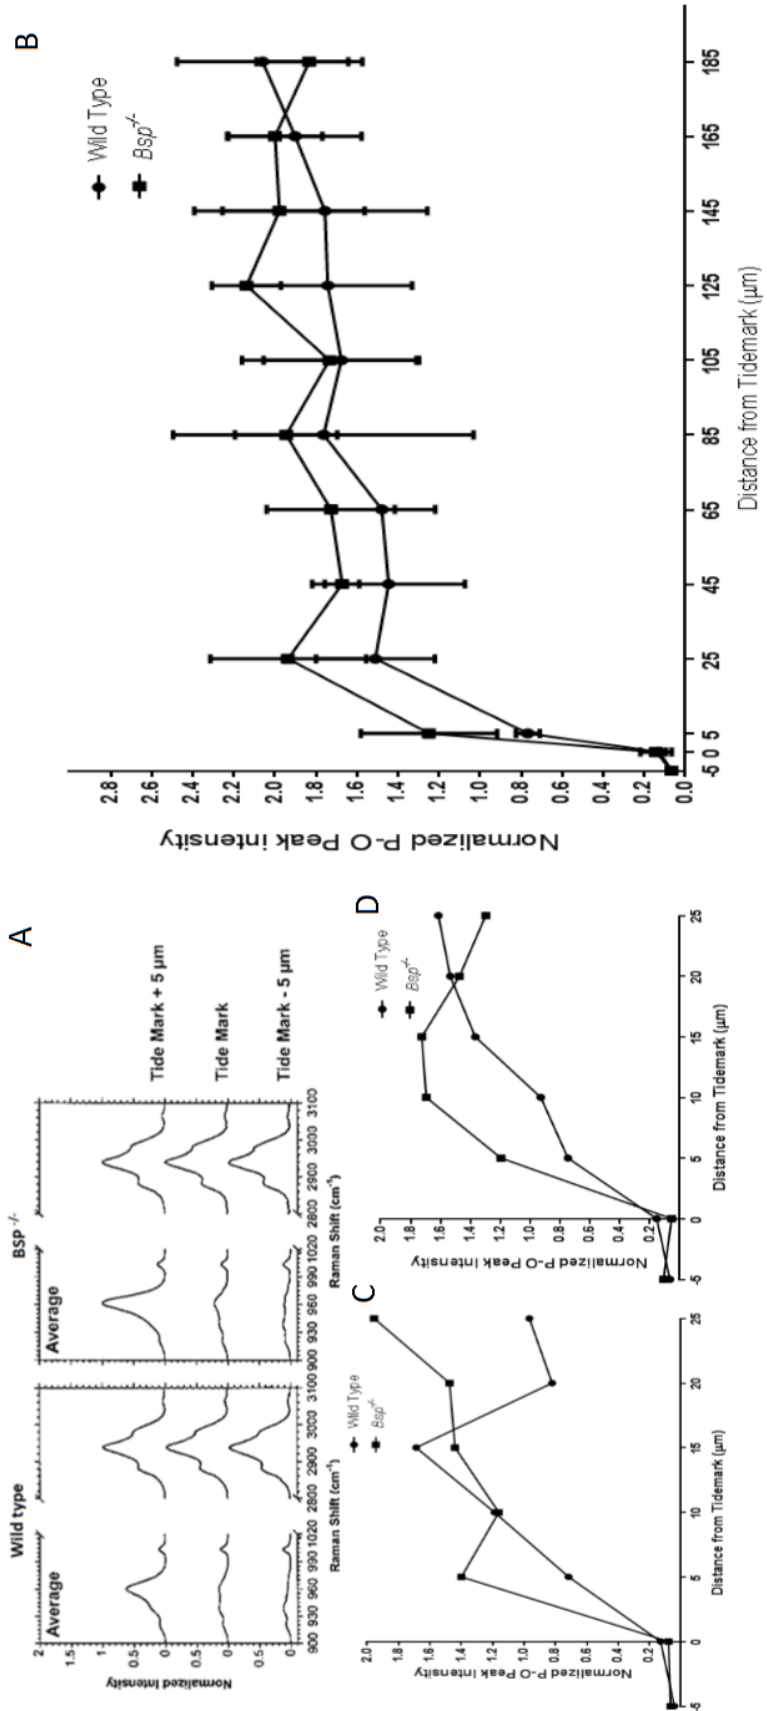 A
Wild type
BSP -/-
Average
Average
Tide Mark + 5 µm
Tide Mark
Tide Mark - 5 µm
Normalized Intensity
2
1.5
1
0.5
0
0.5
0
0.5
0
900 930 960 990 1020 2800 2900 3000 3100
900 930 960 990 1020 2800 2900 3000 3100
Raman Shift (cm-1)
Raman Shift (cm-1)
B
Wild Type
Bsp-/-
Normalized P-O Peak intensity
2.8
2.6
2.4
2.2
2.0
1.8
1.6
1.4
1.2
1.0
0.8
0.6
0.4
0.2
0.0
-5 0 5 25 45 65 85 105 125 145 165 185
Distance from Tidemark (µm)
C
Wild Type
Bsp-/-
Normalized P-O Peak Intensity
2.0
1.8
1.6
1.4
1.2
1.0
0.8
0.6
0.4
0.2
-5 0 5 10 15 20 25
Distance from Tidemark (µm)
D
Wild Type
Bsp-/-
Normalized P-O Peak Intensity
2.0
1.8
1.6
1.4
1.2
1.0
0.8
0.6
0.4
0.2
-5 0 5 10 15 20 25
Distance from Tidemark (µm)